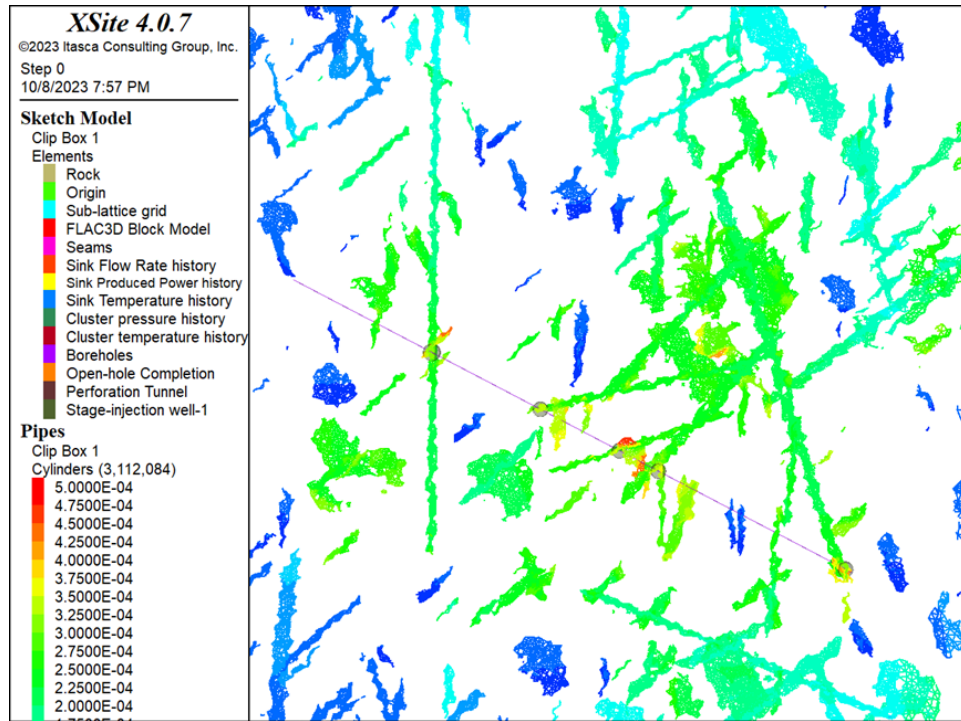 XSite 4.0.7
©2023 Itasca Consulting Group, Inc.
Step 0
10/8/2023 7:57 PM
Sketch Model
Clip Box 1
Elements
Rock
Origin
Sub-lattice grid
FLAC3D Block Model
Seams
Sink Flow Rate history
Sink Produced Power history
Sink Temperature history
Cluster pressure history
Cluster temperature history
Boreholes
Open-hole Completion
Perforation Tunnel
Stage-injection well-1
Pipes
Clip Box 1
Cylinders (3,112,084)
5.0000E-04
4.7500E-04
4.5000E-04
4.2500E-04
4.0000E-04
3.7500E-04
3.5000E-04
3.2500E-04
3.0000E-04
2.7500E-04
2.5000E-04
2.2500E-04
2.0000E-04